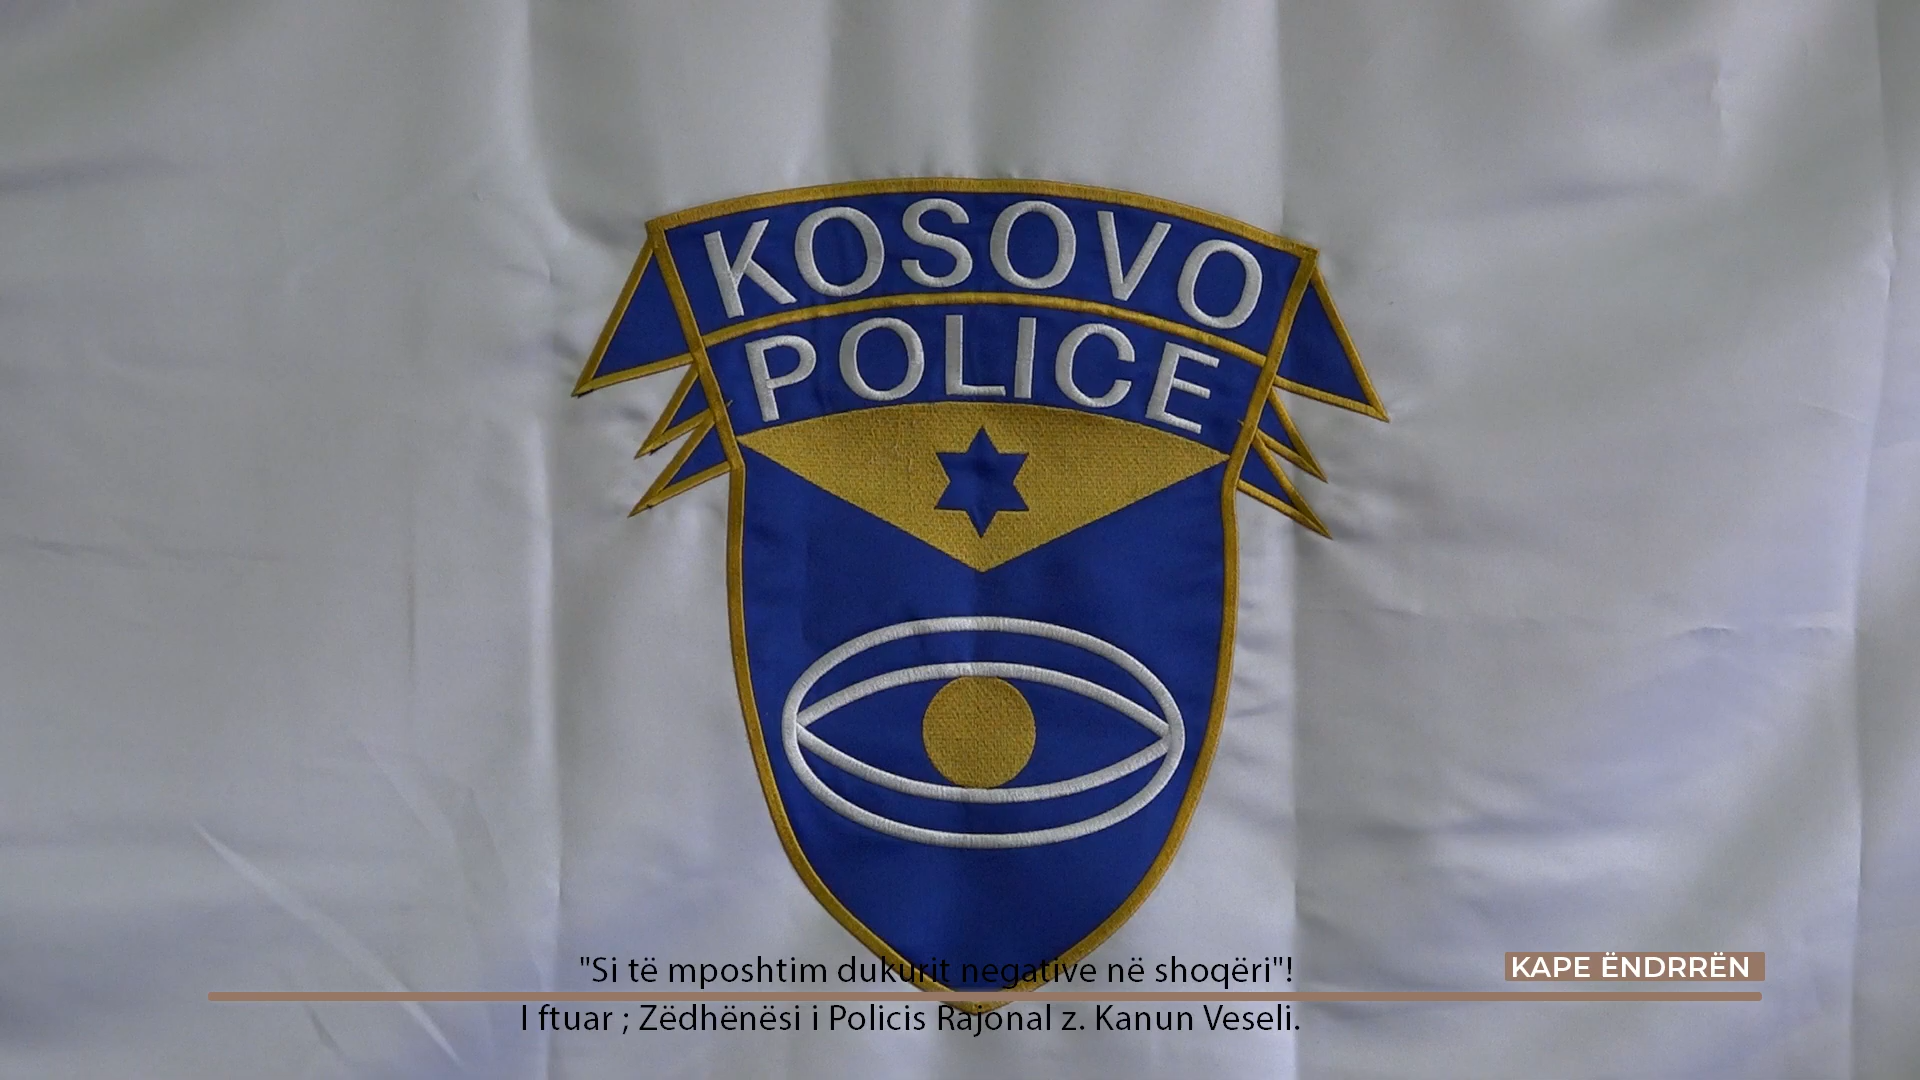 KOSOVO
POLICE
"Si të mposhtim dukurit negative në shoqëri"!
KAPE ËNDRRËN
I ftuar ; Zëdhënësi i Policis Rajonal z. Kanun Veseli.